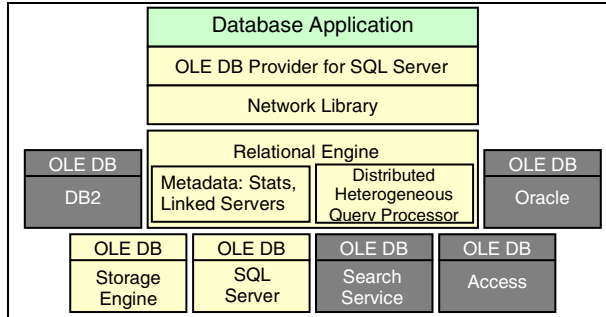 Database Application
OLE DB Provider for SQL Server
Network Library
Relational Engine
Metadata: Stats,
Linked Servers
Distributed
Heterogeneous
Query Processor
OLE DB
DB2
OLE DB
Oracle
OLE DB
Storage
Engine
OLE DB
SQL
Server
OLE DB
Search
Service
OLE DB
Access